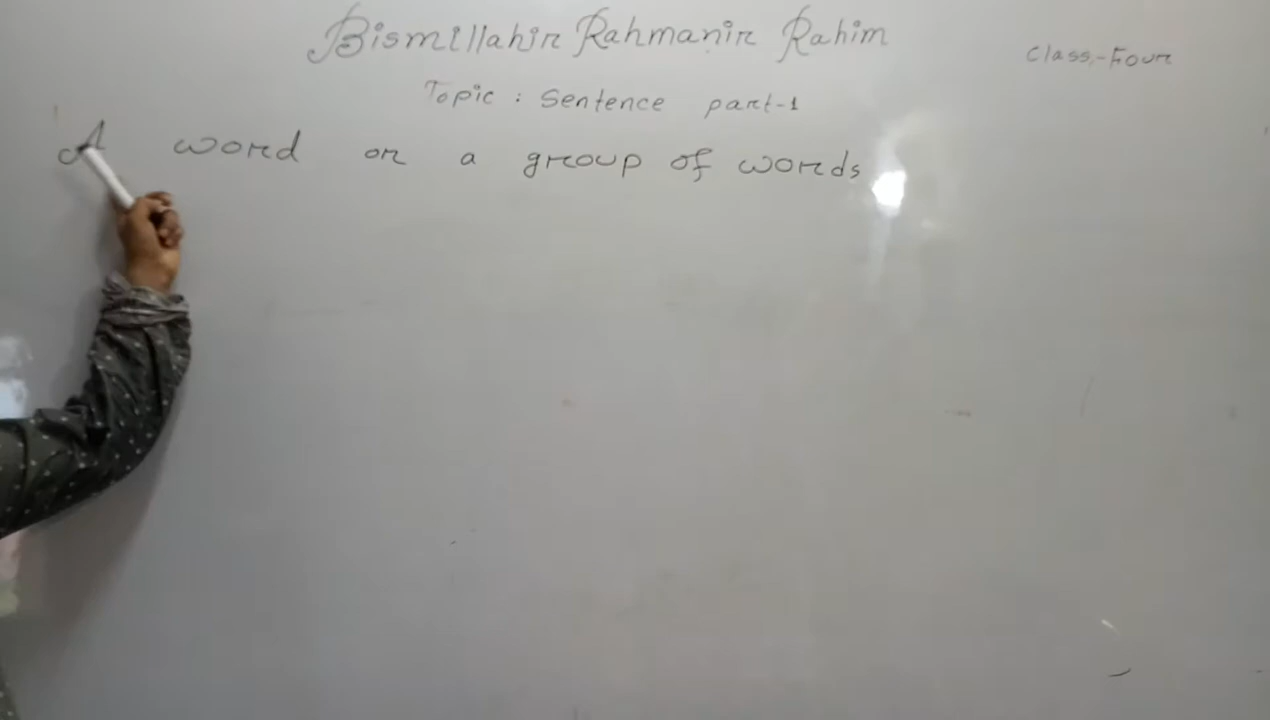 Bismillahir Rahmanir Rahim
Class-Four
Topic : Sentence part-1
A word or a group of words